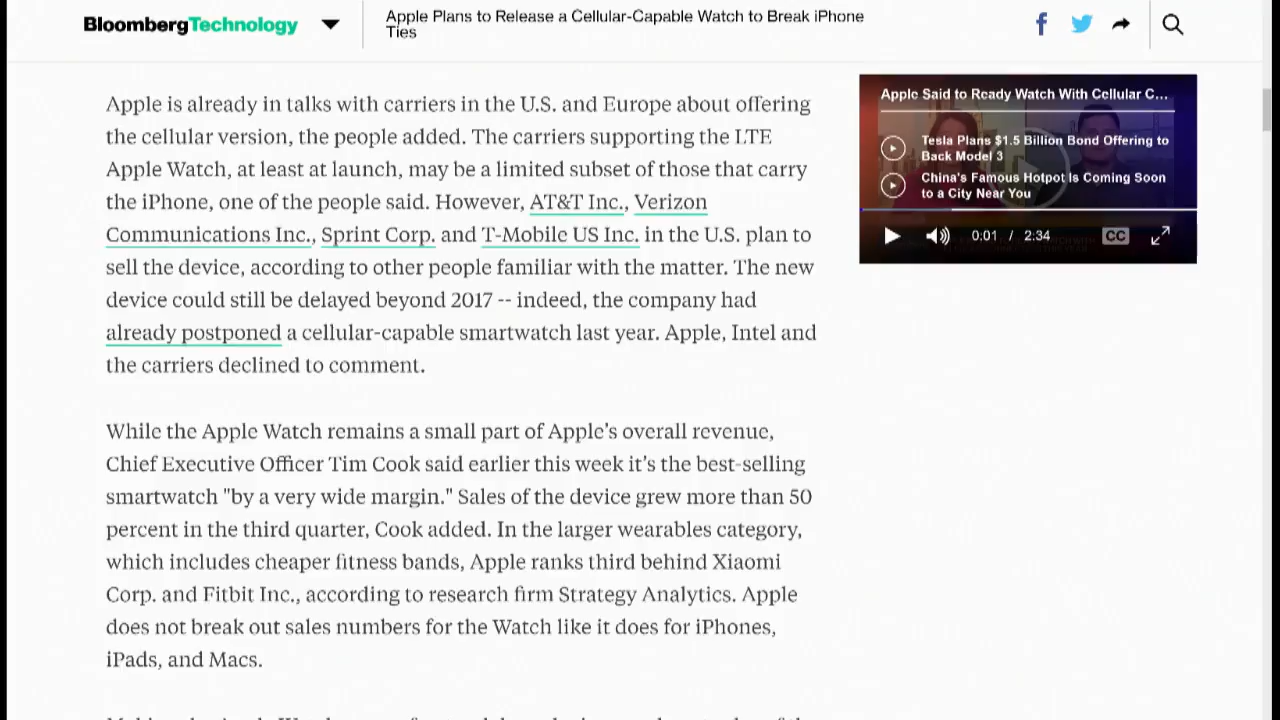 BloombergTechnology
Apple Plans to Release a Cellular-Capable Watch to Break iPhone
Ties
Apple is already in talks with carriers in the U.S. and Europe about offering
the cellular version, the people added. The carriers supporting the LTE
Apple Watch, at least at launch, may be a limited subset of those that carry
the iPhone, one of the people said. However, AT&T Inc., Verizon
Communications Inc., Sprint Corp. and T-Mobile US Inc. in the U.S. plan to
sell the device, according to other people familiar with the matter. The new
device could still be delayed beyond 2017 -- indeed, the company had
already postponed a cellular-capable smartwatch last year. Apple, Intel and
the carriers declined to comment.
While the Apple Watch remains a small part of Apple’s overall revenue,
Chief Executive Officer Tim Cook said earlier this week it’s the best-selling
smartwatch "by a very wide margin." Sales of the device grew more than 50
percent in the third quarter, Cook added. In the larger wearables category,
which includes cheaper fitness bands, Apple ranks third behind Xiaomi
Corp. and Fitbit Inc., according to research firm Strategy Analytics. Apple
does not break out sales numbers for the Watch like it does for iPhones,
iPads, and Macs.
Apple Said to Ready Watch With Cellular C...
Tesla Plans $1.5 Billion Bond Offering to
Back Model 3
China's Famous Hotpot Is Coming Soon
to a City Near You
0:01 / 2:34 CC